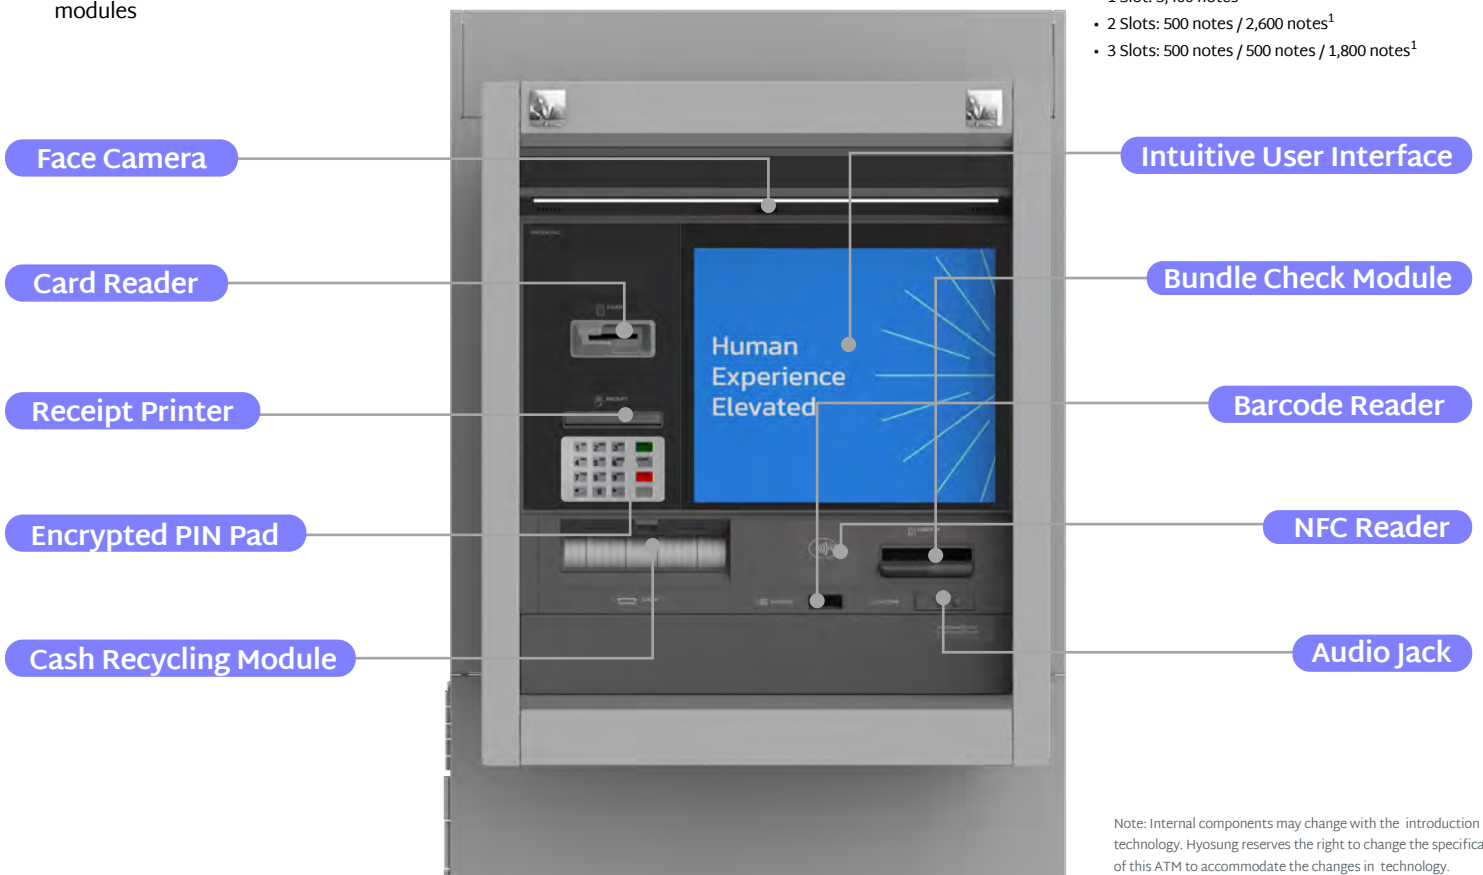 modules
• 2 Slots: 500 notes / 2,600 notes1
• 3 Slots: 500 notes / 500 notes / 1,800 notes1
Face Camera
Intuitive User Interface
Card Reader
Bundle Check Module
Human
Experience
Elevated
Receipt Printer
Barcode Reader
Encrypted PIN Pad
NFC Reader
Cash Recycling Module
Audio Jack
Note: Internal components may change with the introduction
technology. Hyosung reserves the right to change the specifica
of this ATM to accommodate the changes in technology.